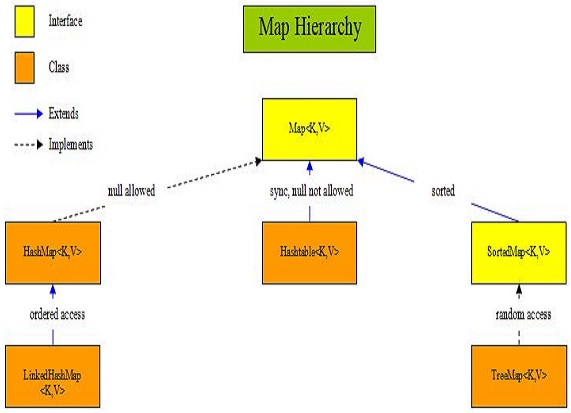 Interface
Map Hierarchy
Class
Extends
Implements
Map<K,V>
null allowed
sync, null not allowed
sorted
HashMap<K,V>
Hashtable<K,V>
SortedMap<K,V>
ordered access
random access
LinkedHashMap
<K,V>
TreeMap<K,V>